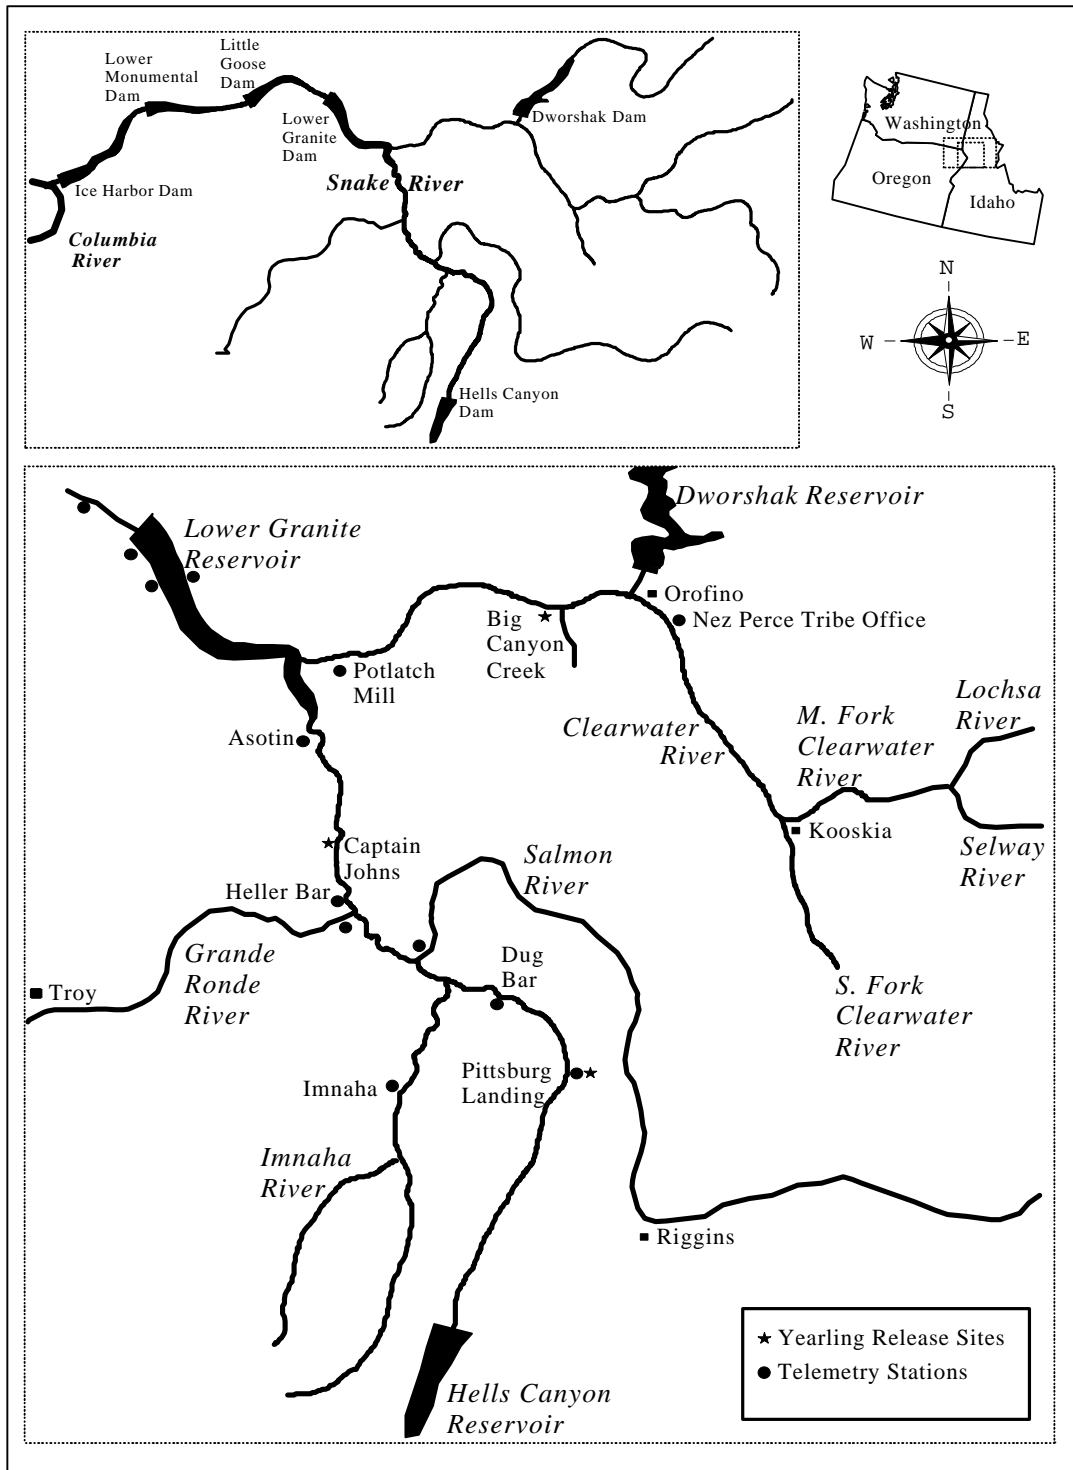 Lower
Monumental
Dam
Little
Goose
Dam
Lower
Granite
Dam
Dworshak Dam
Ice Harbor Dam
Snake River
Columbia
River
Hells Canyon
Dam
Washington
Oregon
Idaho
N
W
E
S
Dworshak Reservoir
Lower Granite
Reservoir
Orofino
Nez Perce Tribe Office
Big
Canyon
Creek
Potlatch
Mill
Clearwater
River
M. Fork
Clearwater
River
Lochsa
River
Asotin
Kooskia
Selway
River
Captain
Johns
Salmon
River
Heller Bar
Grande
Ronde
River
Dug
Bar
Troy
S. Fork
Clearwater
River
Pittsburg
Landing
Imnaha
Imnaha
River
Riggins
Hells Canyon
Reservoir
Yearling Release Sites
Telemetry Stations